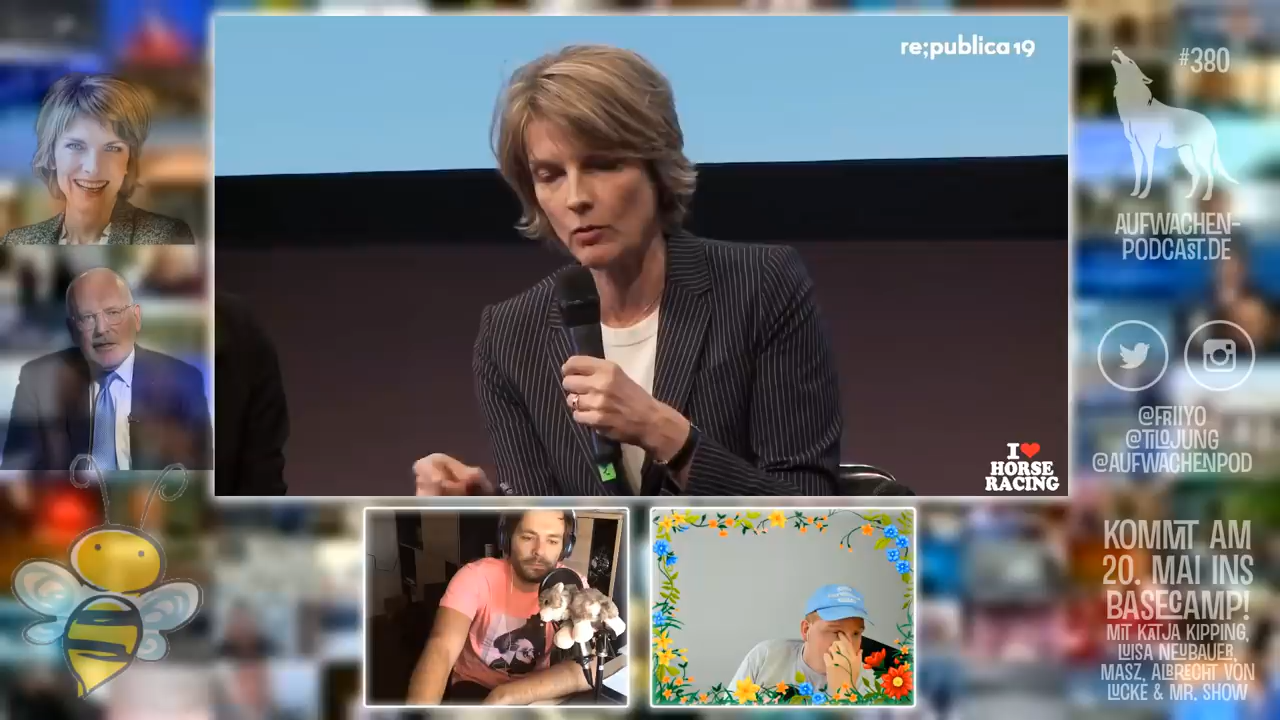 re;publica 19
#380
AUFWACHEN-
PODCAST.DE
@FRIIYO
@TILOJUNG
@AUFWACHENPOD
I ❤
HORSE
RACING
KOMMT AM
20. MAI INS
BASECAMP!
MIT KATJA KIPPING,
LUISA NEUBAUER,
MASZ, ALBRECHT VON
LUCKE & MR. SHOW